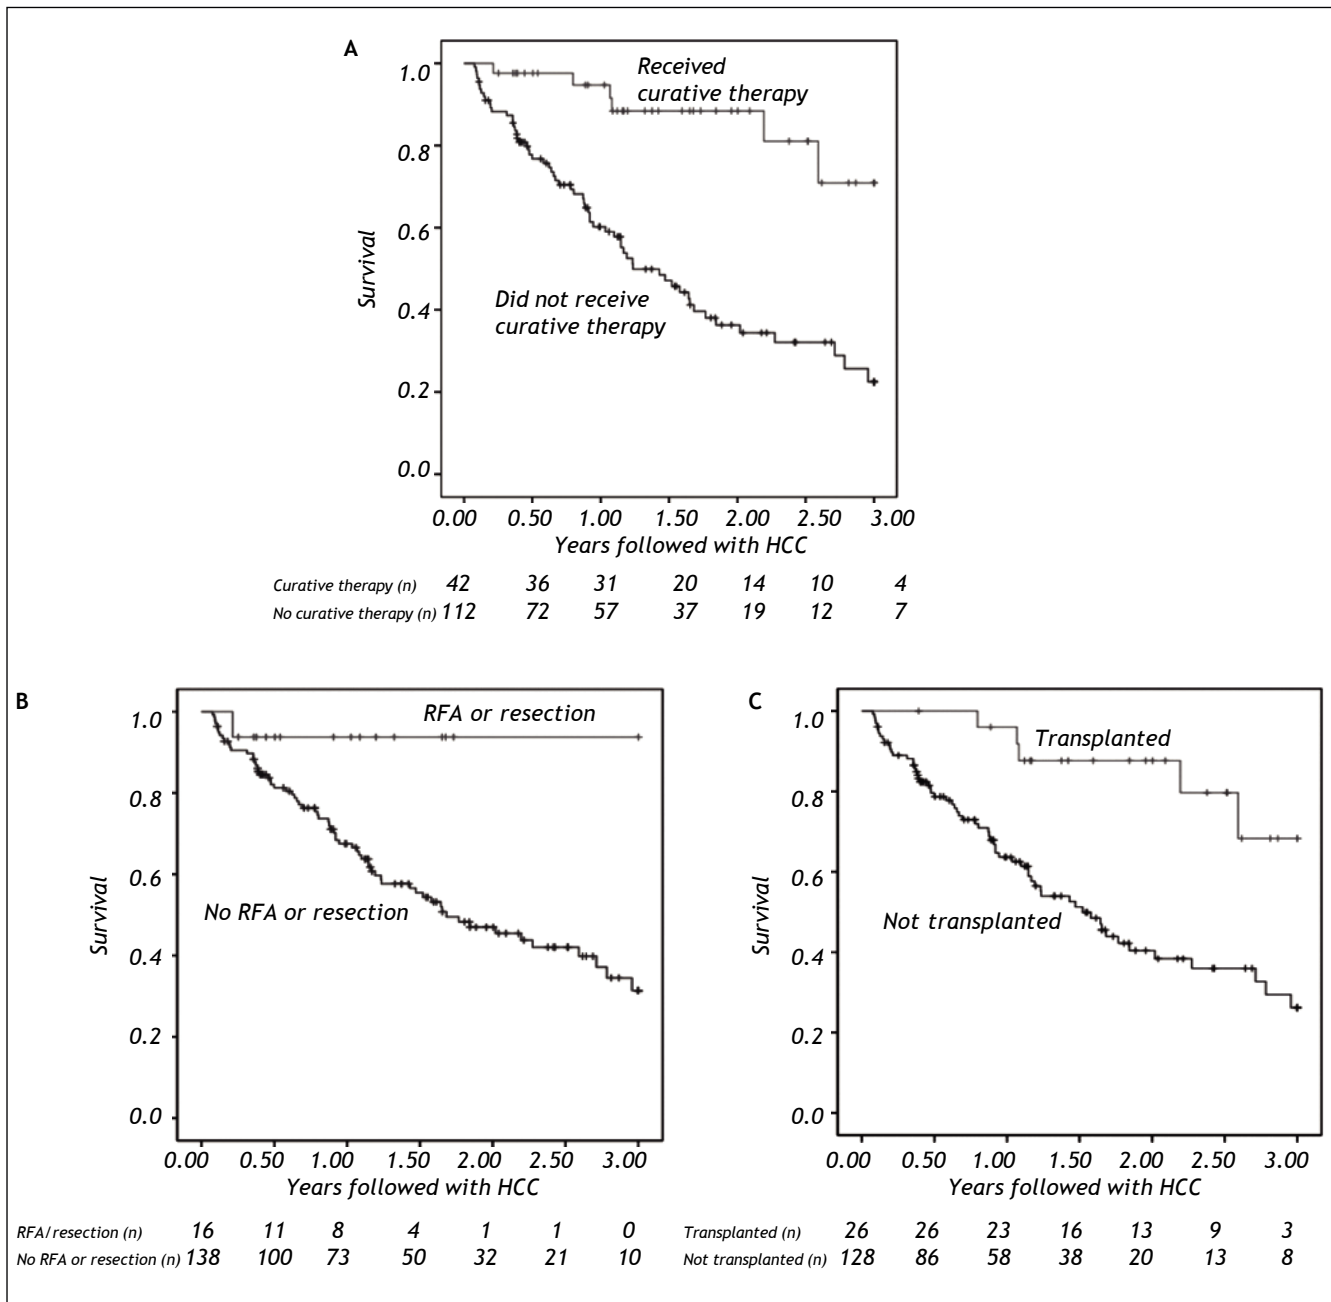 A
1.0
0.8
0.6
0.4
0.2
0.0
Survival
Received
curative therapy
Did not receive
curative therapy
0.00 0.50 1.00 1.50 2.00 2.50 3.00
Years followed with HCC
Curative therapy (n) 42 36 31 20 14 10 4
No curative therapy (n) 112 72 57 37 19 12 7
B
1.0
0.8
0.6
0.4
0.2
0.0
Survival
RFA or resection
No RFA or resection
0.00 0.50 1.00 1.50 2.00 2.50 3.00
Years followed with HCC
RFA/resection (n) 16 11 8 4 1 1 0
No RFA or resection (n) 138 100 73 50 32 21 10
C
1.0
0.8
0.6
0.4
0.2
0.0
Survival
Transplanted
Not transplanted
0.00 0.50 1.00 1.50 2.00 2.50 3.00
Years followed with HCC
Transplanted (n) 26 26 23 16 13 9 3
Not transplanted (n) 128 86 58 38 20 13 8